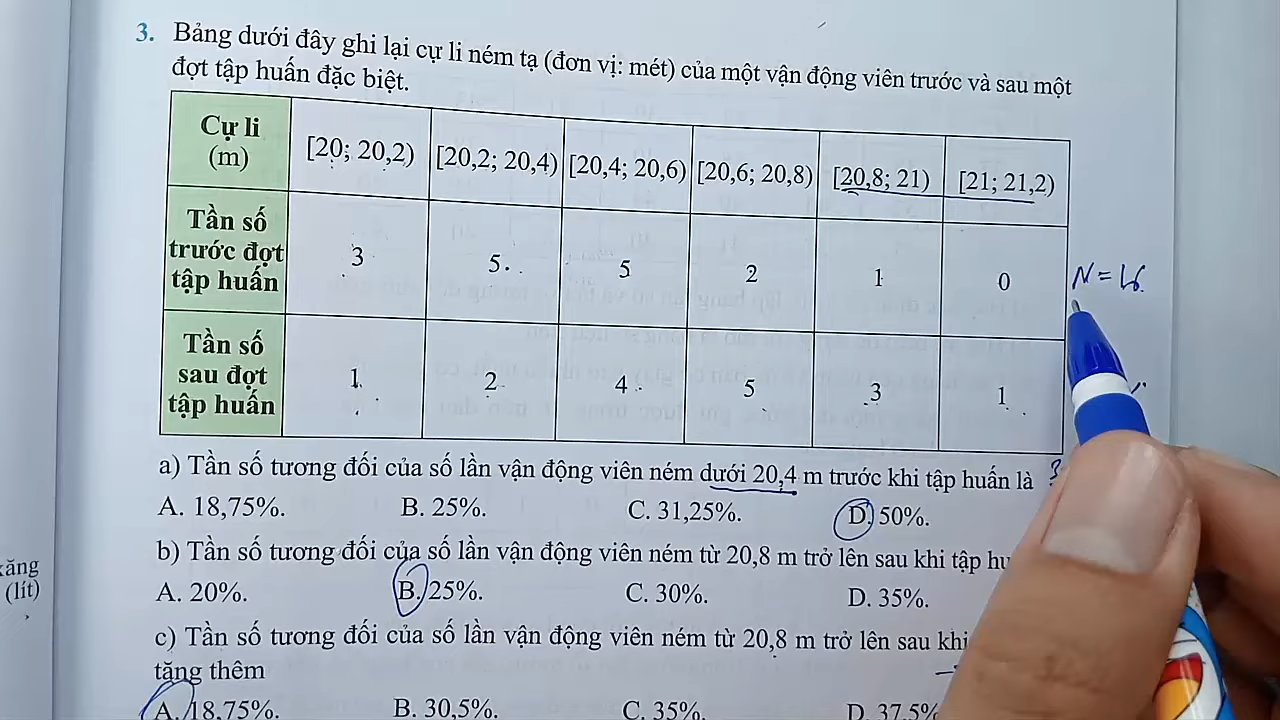 3. Bảng dưới đây ghi lại cự li ném tạ (đơn vị: mét) của một vận động viên trước và sau một
đợt tập huấn đặc biệt.
Cự li (m) [20; 20,2) [20,2; 20,4) [20,4; 20,6) [20,6; 20,8) [20,8; 21) [21; 21,2)
Tần số trước đợt tập huấn 3 5 5 2 1 0
N = 16
Tần số sau đợt tập huấn 1 2 4 5 3 1
a) Tần số tương đối của số lần vận động viên ném dưới 20,4 m trước khi tập huấn là
A. 18,75%. B. 25%. C. 31,25%. D. 50%.
b) Tần số tương đối của số lần vận động viên ném từ 20,8 m trở lên sau khi tập
A. 20%. B. 25%. C. 30%. D. 35%.
c) Tần số tương đối của số lần vận động viên ném từ 20,8 m trở lên sau khi
tăng thêm
A. 18,75%. B. 30,5%. C. 35%. D. 37,5%
xăng
(lít)